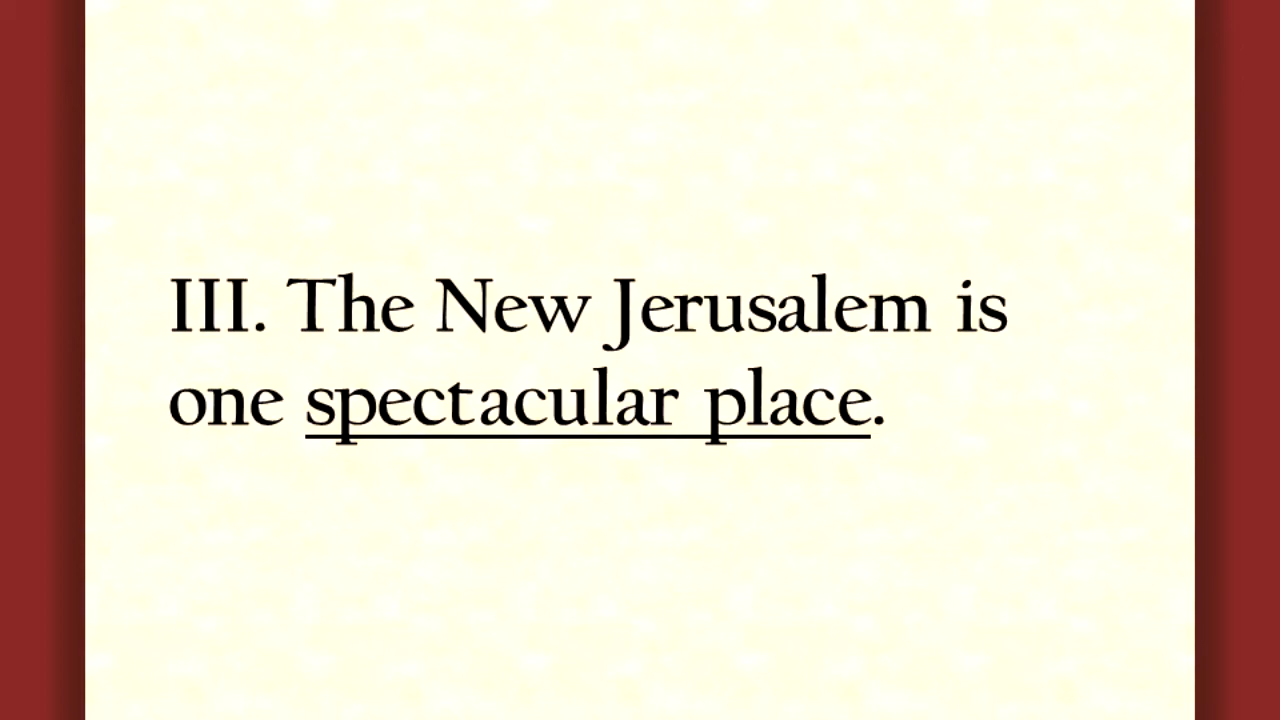 III. The New Jerusalem is
one spectacular place.